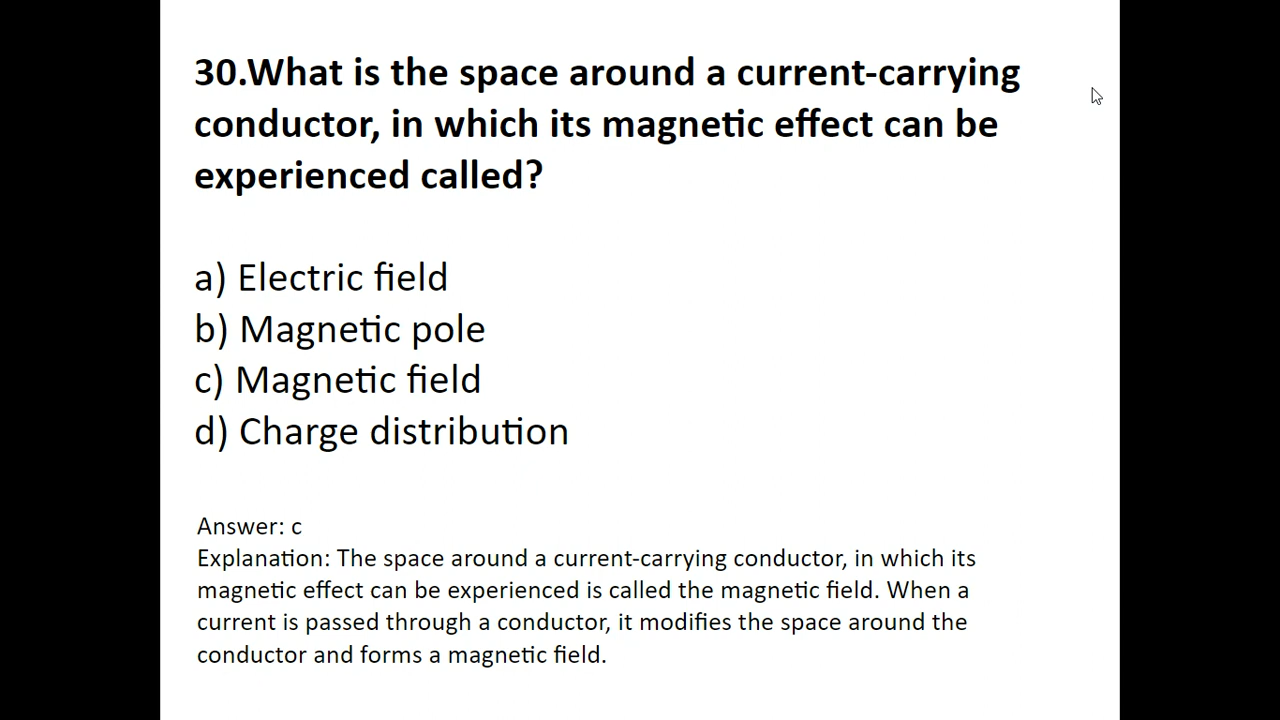 30.What is the space around a current-carrying
conductor, in which its magnetic effect can be
experienced called?
a) Electric field
b) Magnetic pole
c) Magnetic field
d) Charge distribution
Answer: c
Explanation: The space around a current-carrying conductor, in which its
magnetic effect can be experienced is called the magnetic field. When a
current is passed through a conductor, it modifies the space around the
conductor and forms a magnetic field.